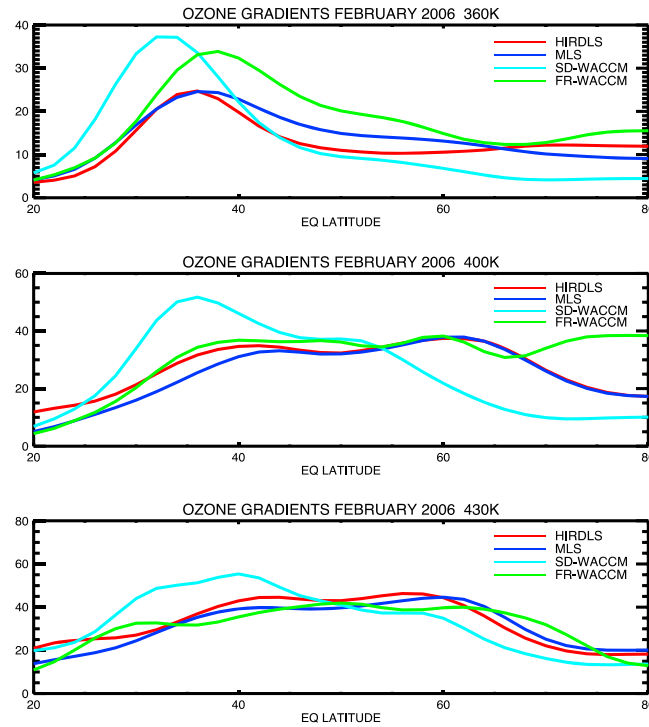 OZONE GRADIENTS FEBRUARY 2006 360K
40
30
20
10
0
HIRDLS
MLS
SD-WACCM
FR-WACCM
20 40 60 80
EQ LATITUDE
OZONE GRADIENTS FEBRUARY 2006 400K
60
40
20
0
HIRDLS
MLS
SD-WACCM
FR-WACCM
20 40 60 80
EQ LATITUDE
OZONE GRADIENTS FEBRUARY 2006 430K
80
60
40
20
0
HIRDLS
MLS
SD-WACCM
FR-WACCM
20 40 60 80
EQ LATITUDE